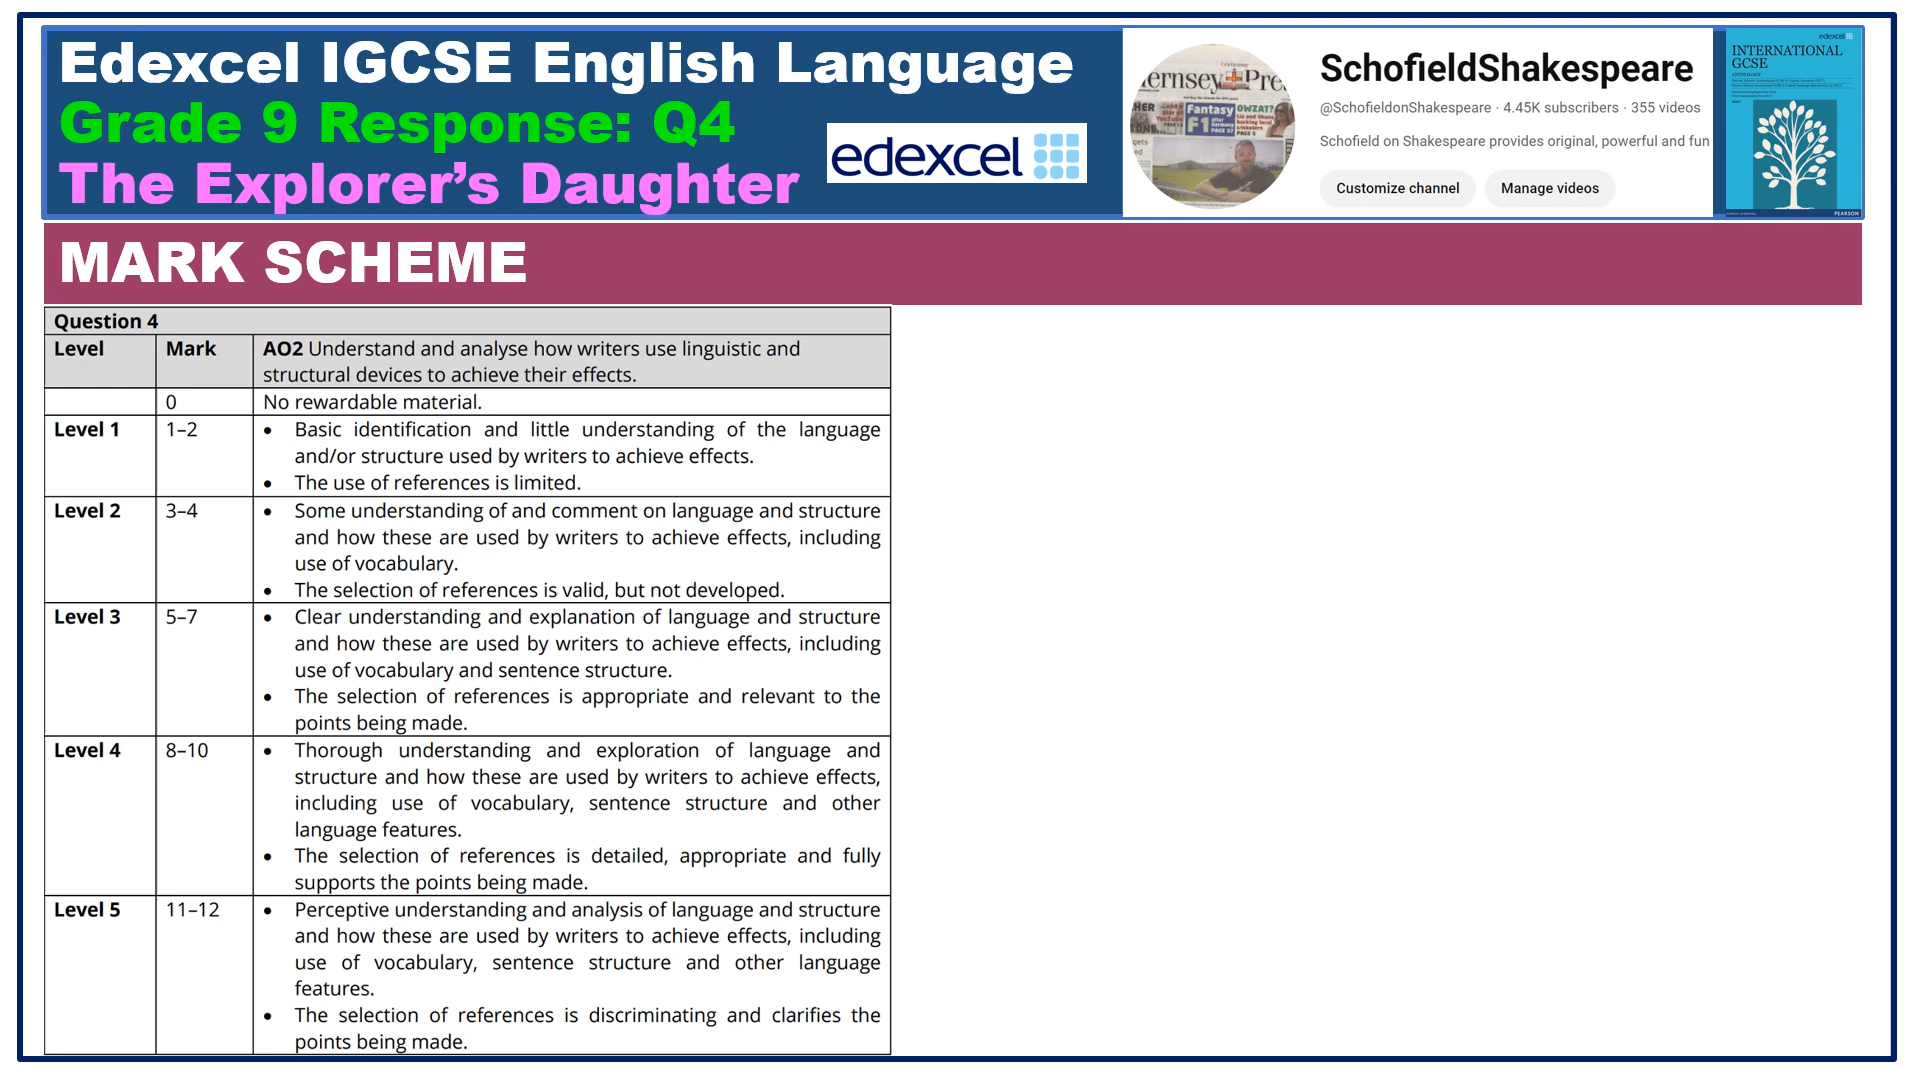 Edexcel IGCSE English Language
Grade 9 Response: Q4
The Explorer's Daughter
edexcel
Celebrating
ernsey Pre
Fantasy
F1
OWZAT?
SchofieldShakespeare
@SchofieldonShakespeare · 4.45K subscribers · 355 videos
Schofield on Shakespeare provides original, powerful and fun
Customize channel
Manage videos
edexcel
INTERNATIONAL
GCSE
ANTHOLOGY
PEARSON
MARK SCHEME
Question 4
Level Mark AO2 Understand and analyse how writers use linguistic and
structural devices to achieve their effects.
0 No rewardable material.
Level 1 1–2 • Basic identification and little understanding of the language
and/or structure used by writers to achieve effects.
• The use of references is limited.
Level 2 3–4 • Some understanding of and comment on language and structure
and how these are used by writers to achieve effects, including
use of vocabulary.
• The selection of references is valid, but not developed.
Level 3 5–7 • Clear understanding and explanation of language and structure
and how these are used by writers to achieve effects, including
use of vocabulary and sentence structure.
• The selection of references is appropriate and relevant to the
points being made.
Level 4 8–10 • Thorough understanding and exploration of language and
structure and how these are used by writers to achieve effects,
including use of vocabulary, sentence structure and other
language features.
• The selection of references is detailed, appropriate and fully
supports the points being made.
Level 5 11–12 • Perceptive understanding and analysis of language and structure
and how these are used by writers to achieve effects, including
use of vocabulary, sentence structure and other language
features.
• The selection of references is discriminating and clarifies the
points being made.